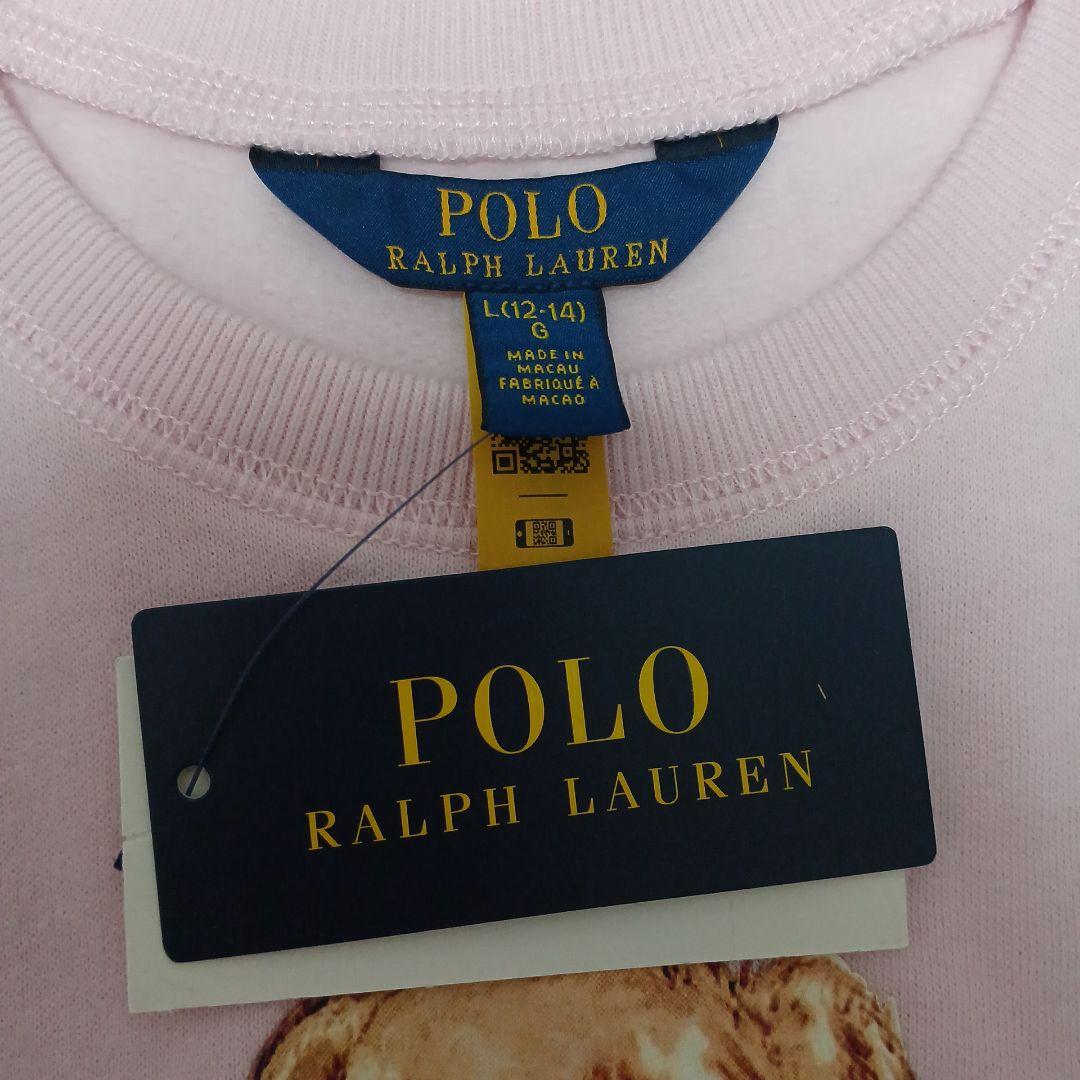 POLO
RALPH LAUREN
L(12-14)
G
MADE IN
MACAU
FABRIQUÉ À
MACAO
POLO
RALPH LAUREN